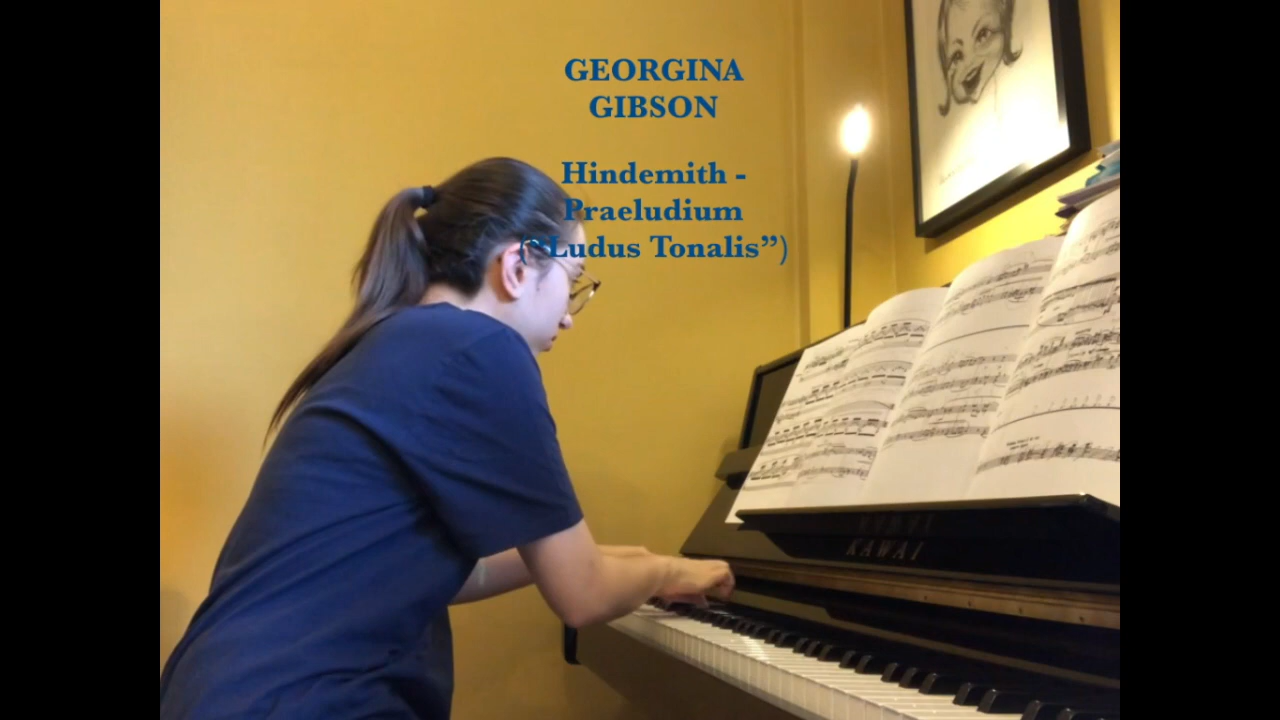 GEORGINA
GIBSON
Hindemith -
Praeludium
("Ludus Tonalis”)
KAWAI